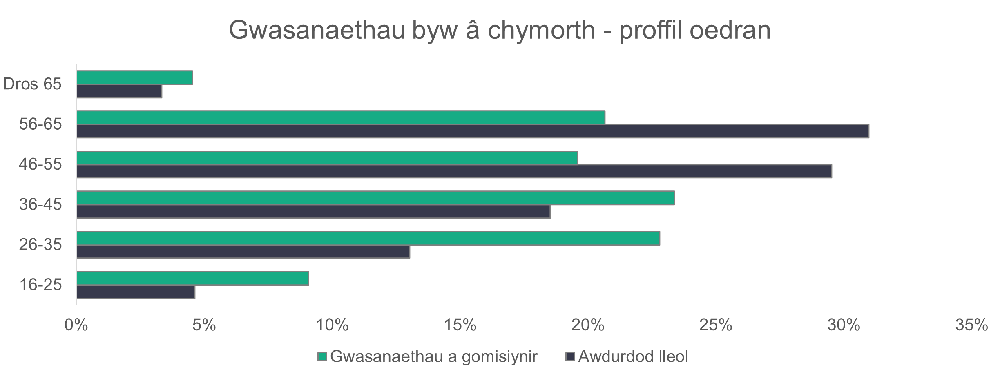 Gwasanaethau byw â chymorth - proffil oedran
Dros 65
56-65
46-55
36-45
26-35
16-25
0% 5% 10% 15% 20% 25% 30% 35%
Gwasanaethau a gomisiynir Awdurdod lleol